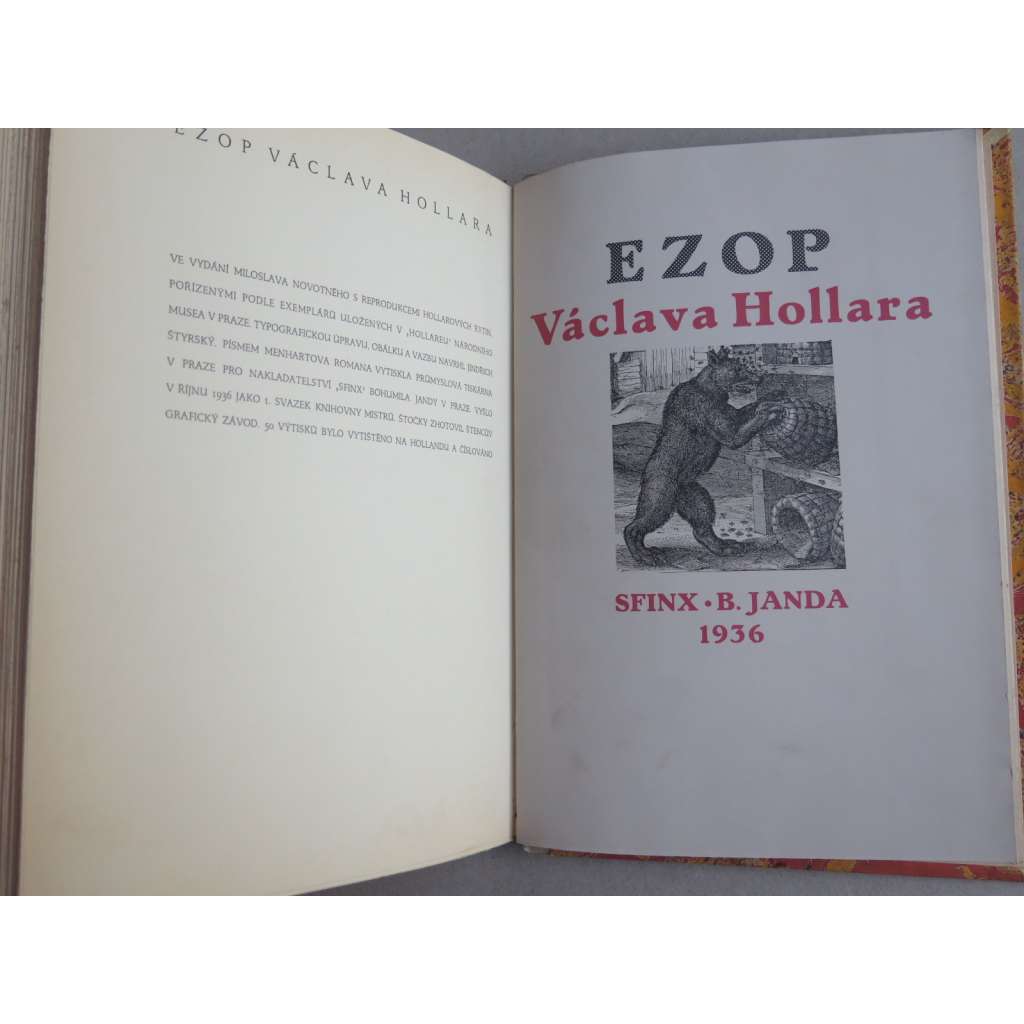 EZOP VÁCLAVA HOLLARA
VE VYDÁNÍ MILOSLAVA NOVOTNÉHO S REPRODUKCEMI HOLLAROVÝCH RYTIN,
POŘÍZENÝMI PODLE EXEMPLÁRŮ ULOŽENÝCH V „HOLLAREU“ NÁRODNÍHO
MUSEA V PRAZE. TYPOGRAFICKOU ÚPRAVU, OBÁLKU A VAZBU NAVRHL JINDŘICH
ŠTYRSKÝ. PÍSMEM MENHARTOVA ROMANA VYTISKLA PRŮMYSLOVÁ TISKÁRNA
V PRAZE PRO NAKLADATELSTVÍ „SFINX“ BOHUMILA JANDY V PRAZE. VYŠLO
V ŘÍJNU 1936 JAKO 1. SVAZEK KNIHOVNY MISTRŮ. ŠTOČKY ZHOTOVIL ŠTENCŮV
GRAFICKÝ ZÁVOD. 50 VÝTISKŮ BYLO VYTIŠTĚNO NA HOLLANDU A ČÍSLOVÁNO
EZOP
Václava Hollara
SFINX • B. JANDA
1936